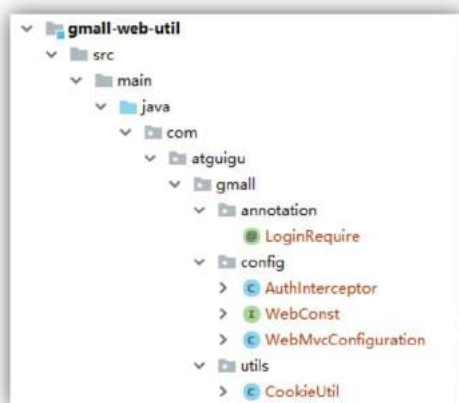 gmall-web-util
src
main
java
com
atguigu
gmall
annotation
@ LoginRequire
config
C AuthInterceptor
I WebConst
C WebMvcConfiguration
utils
C CookieUtil